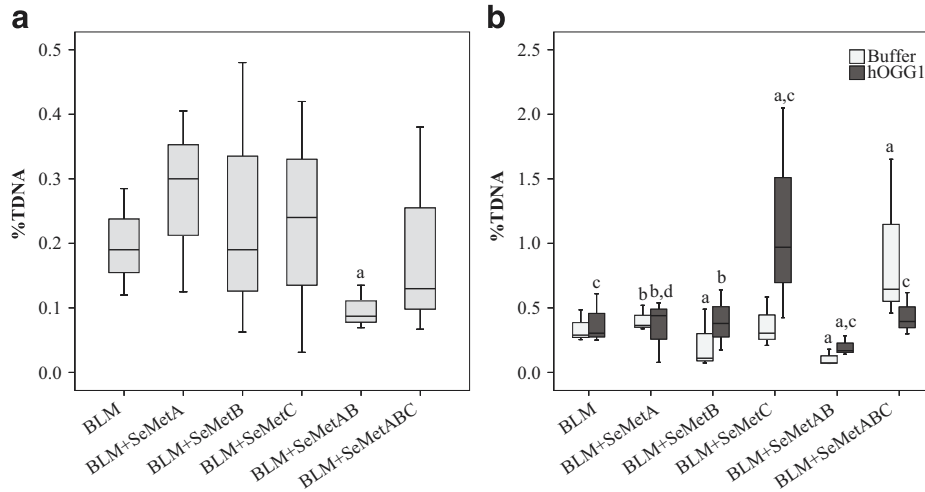 a
0.5
0.4
0.3
0.2
0.1
0.0
%TDNA
a
BLM
BLM+SeMetA
BLM+SeMetB
BLM+SeMetC
BLM+SeMetAB
BLM+SeMetABC
b
2.5
2.0
1.5
1.0
0.5
0.0
%TDNA
Buffer
hOGG1
c
b b,d
a b
a,c
a a,c
a c
BLM
BLM+SeMetA
BLM+SeMetB
BLM+SeMetC
BLM+SeMetAB
BLM+SeMetABC